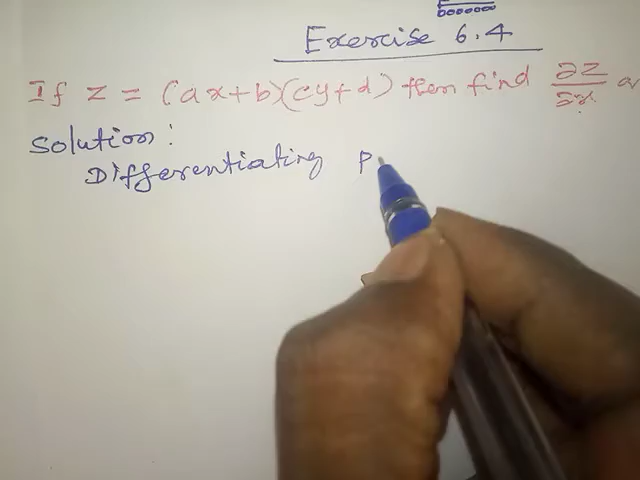 Exercise 6.4
If z = (ax+b)(cy+d) then find ∂z/∂x
Solution:
Differentiating P